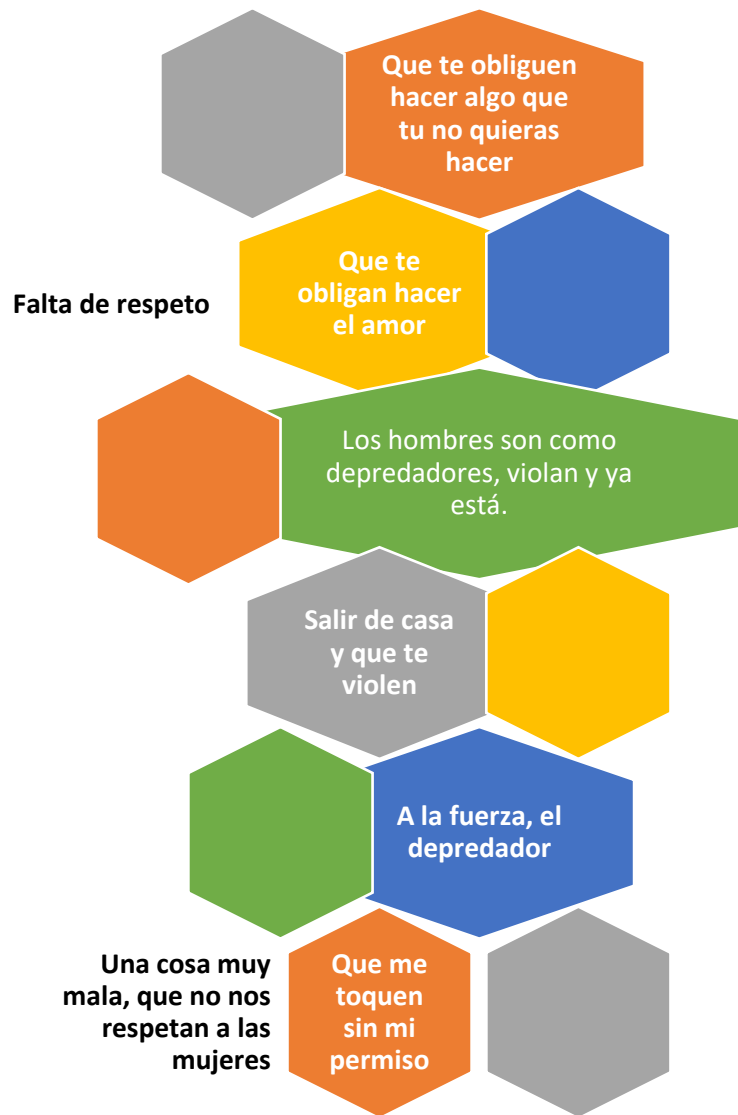 Que te obliguen
hacer algo que
tu no quieras
hacer
Falta de respeto
Que te
obligan hacer
el amor
Los hombres son como
depredadores, violan y ya
está.
Salir de casa
y que te
violen
A la fuerza, el
depredador
Una cosa muy
mala, que no nos
respetan a las
mujeres
Que me
toquen
sin mi
permiso